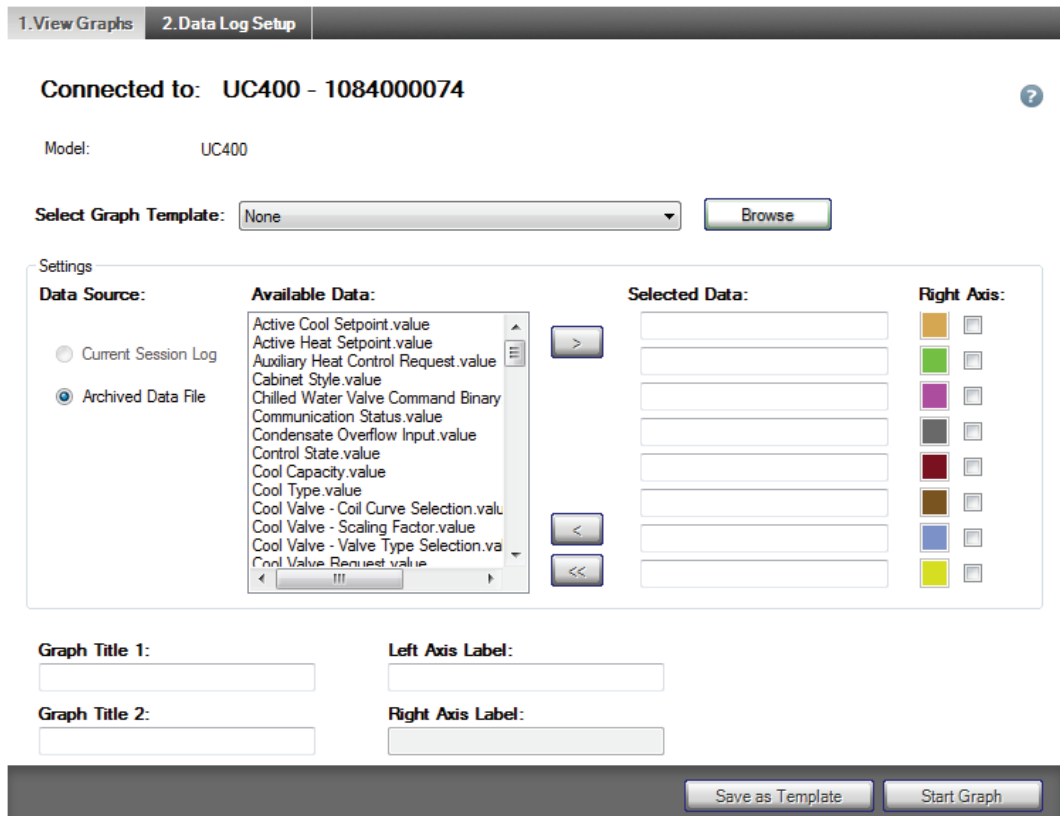 1.View Graphs 2.Data Log Setup
Connected to: UC400 - 1084000074
?
Model: UC400
Select Graph Template: None Browse
Settings
Data Source: Available Data: Selected Data: Right Axis:
Current Session Log
Archived Data File
Active Cool Setpoint.value
Active Heat Setpoint.value
Auxiliary Heat Control Request.value
Cabinet Style.value
Chilled Water Valve Command Binary
Communication Status.value
Condensate Overflow Input.value
Control State.value
Cool Capacity.value
Cool Type.value
Cool Valve - Coil Curve Selection.valu
Cool Valve - Scaling Factor.value
Cool Valve - Valve Type Selection.va
Cool Valve Request.value
>
<
<<
Graph Title 1: Left Axis Label:
Graph Title 2: Right Axis Label:
Save as Template Start Graph